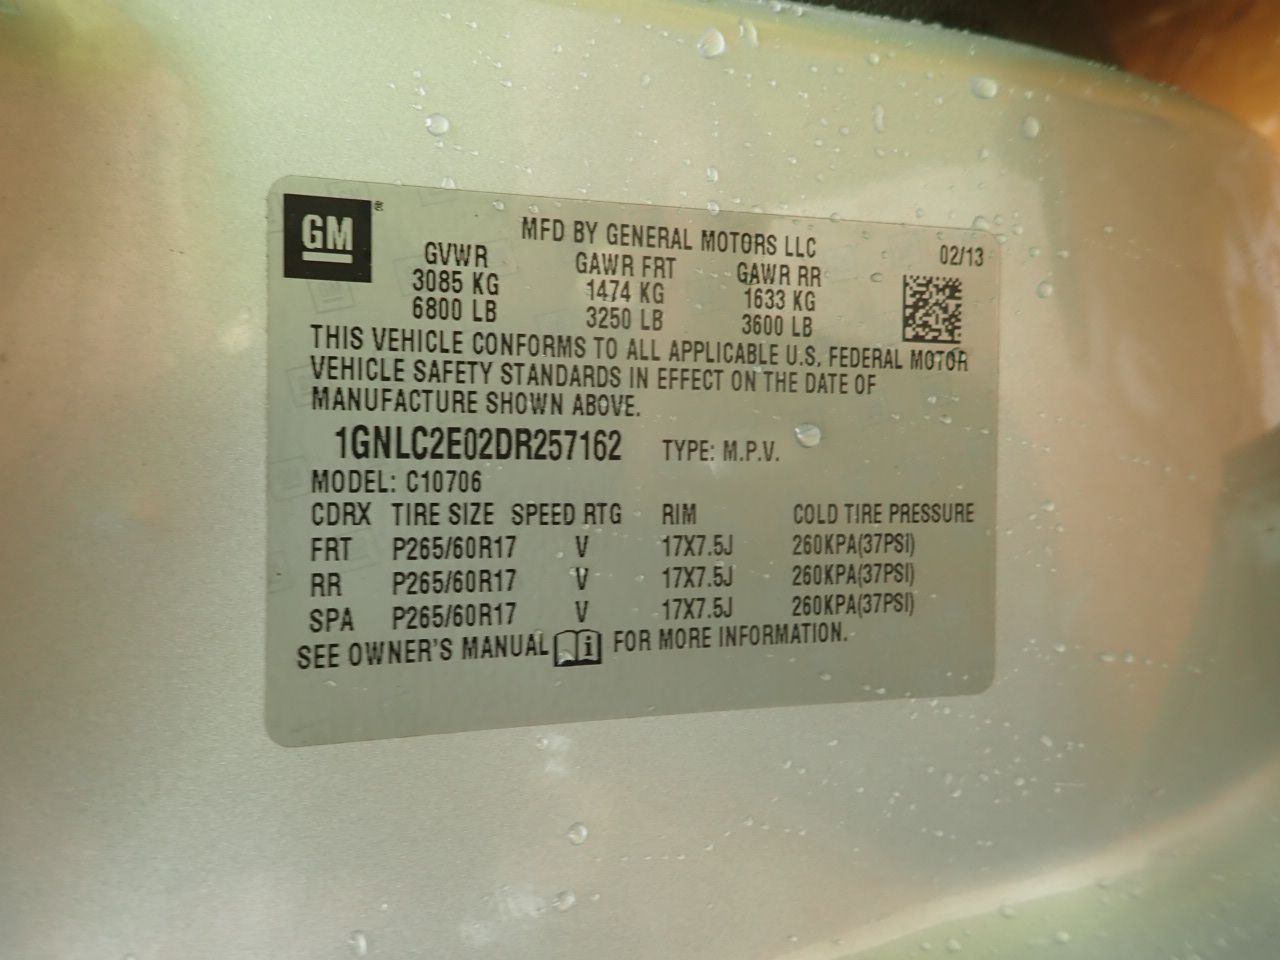 GM®
MFD BY GENERAL MOTORS LLC 02/13
GVWR GAWR FRT GAWR RR
3085 KG 1474 KG 1633 KG
6800 LB 3250 LB 3600 LB
THIS VEHICLE CONFORMS TO ALL APPLICABLE U.S. FEDERAL MOTOR
VEHICLE SAFETY STANDARDS IN EFFECT ON THE DATE OF
MANUFACTURE SHOWN ABOVE.
1GNLC2E02DR257162 TYPE: M.P.V.
MODEL: C10706
CDRX TIRE SIZE SPEED RTG RIM COLD TIRE PRESSURE
FRT P265/60R17 V 17X7.5J 260KPA(37PSI)
RR P265/60R17 V 17X7.5J 260KPA(37PSI)
SPA P265/60R17 V 17X7.5J 260KPA(37PSI)
SEE OWNER'S MANUAL i FOR MORE INFORMATION.